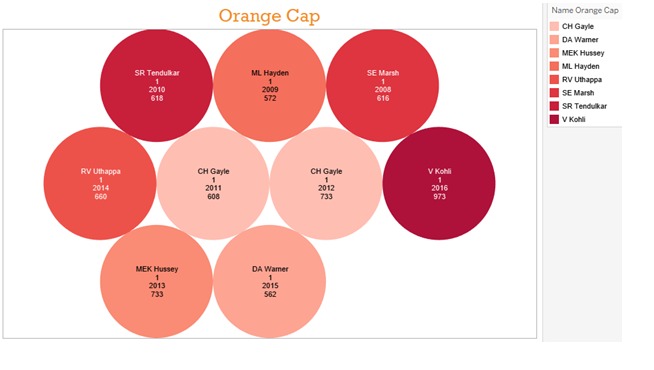 Orange Cap
SR Tendulkar
1
2010
618
ML Hayden
1
2009
572
SE Marsh
1
2008
616
RV Uthappa
1
2014
660
CH Gayle
1
2011
608
CH Gayle
1
2012
733
V Kohli
1
2016
973
MEK Hussey
1
2013
733
DA Warner
1
2015
562
Name Orange Cap
CH Gayle
DA Warner
MEK Hussey
ML Hayden
RV Uthappa
SE Marsh
SR Tendulkar
V Kohli